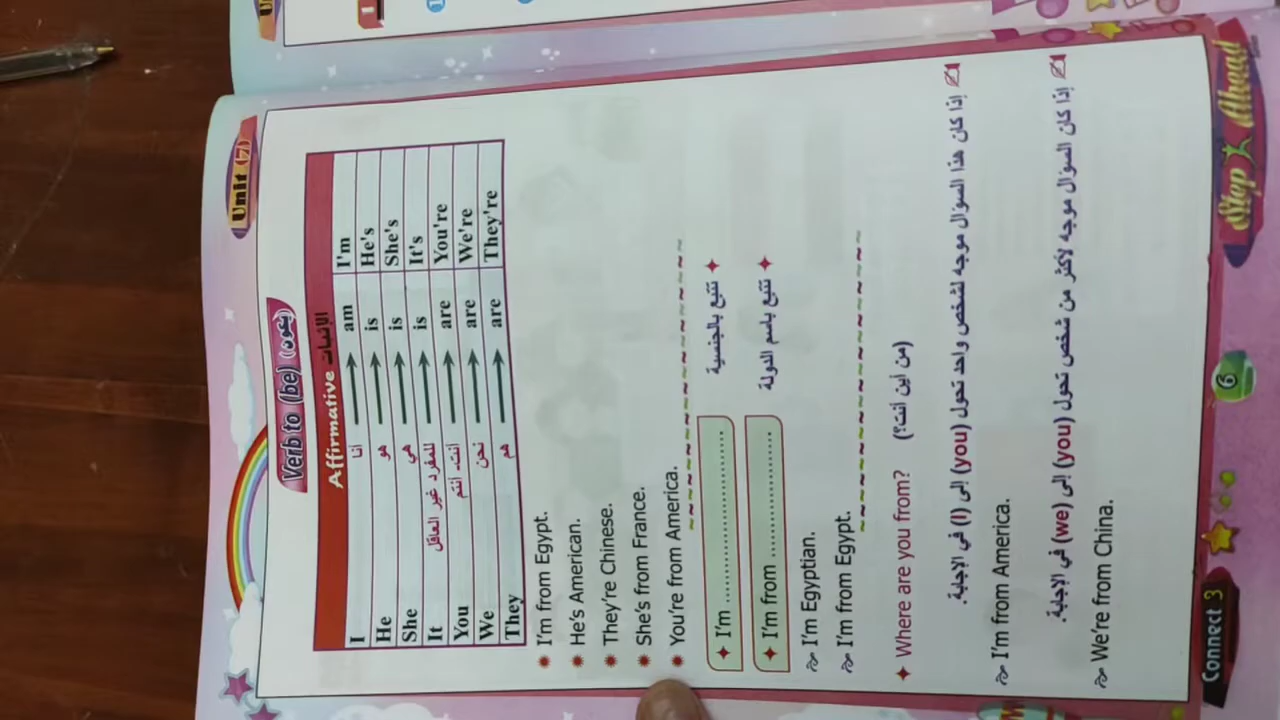 Unit (7)
Verb to (be) (يكون)
Affirmative الإثبات
I أنا am I'm
He هو is He's
She هي is She's
It للمفرد غير العاقل is It's
You أنت، أنتم are You're
We نحن are We're
They هم are They're
I'm from Egypt.
He's American.
They're Chinese.
She's from France.
You're from America.
I'm ........................ تتبع بالجنسية
I'm from .................. تتبع باسم الدولة
I'm Egyptian.
I'm from Egypt.
Where are you from? (من أين أنت؟)
إذا كان هذا السؤال موجه لشخص واحد تحول (you) إلى (I) في الإجابة.
I'm from America.
إذا كان السؤال موجه لأكثر من شخص تحول (you) إلى (we) في الإجابة.
We're from China.
Connect 3
6
Step Ahead